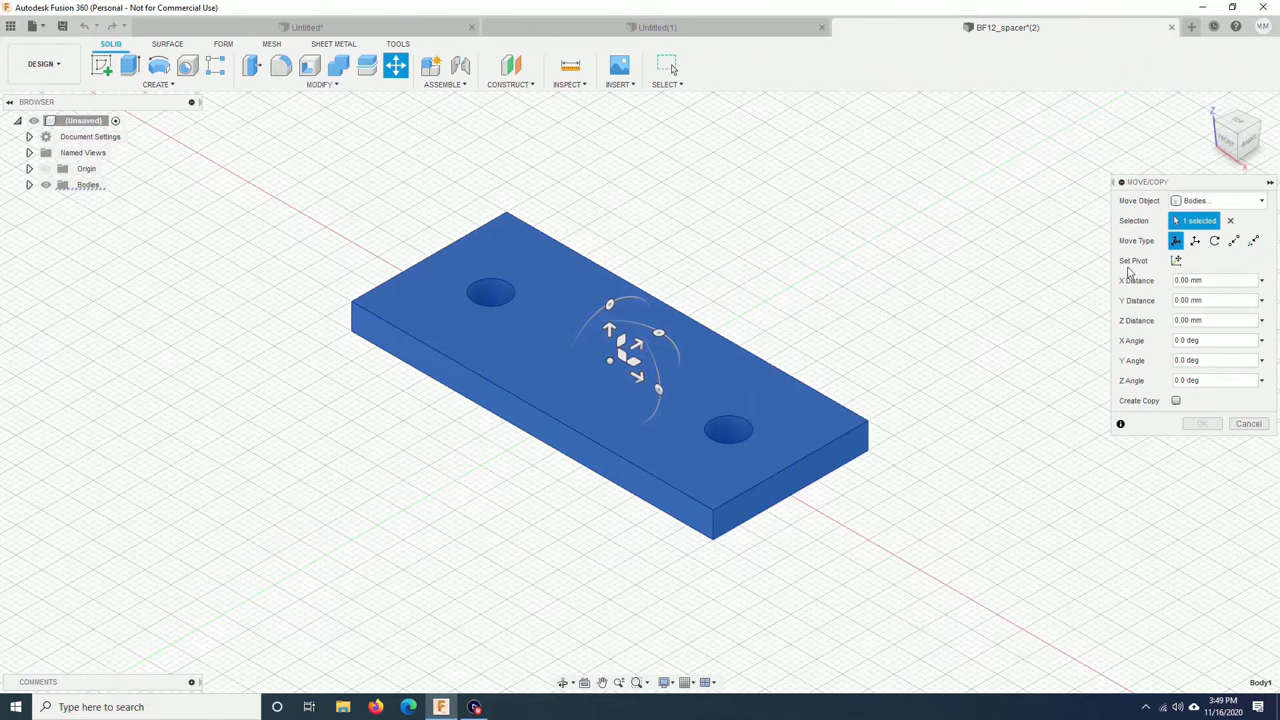 Autodesk Fusion 360 (Personal - Not for Commercial Use)
Untitled*
Untitled(1)
BF12_spacer*(2)
MM
SOLID
SURFACE
FORM
MESH
SHEET METAL
TOOLS
DESIGN
CREATE
MODIFY
ASSEMBLE
CONSTRUCT
INSPECT
INSERT
SELECT
BROWSER
(Unsaved)
Document Settings
Named Views
Origin
Bodies
Z
TOP
FRONT
X
MOVE/COPY
Move Object
Bodies...
Selection
1 selected
Move Type
Set Pivot
X Distance
0.00 mm
Y Distance
0.00 mm
Z Distance
0.00 mm
X Angle
0.0 deg
Y Angle
0.0 deg
Z Angle
0.0 deg
Create Copy
OK
Cancel
COMMENTS
Body1
Type here to search
3:49 PM
11/16/2020